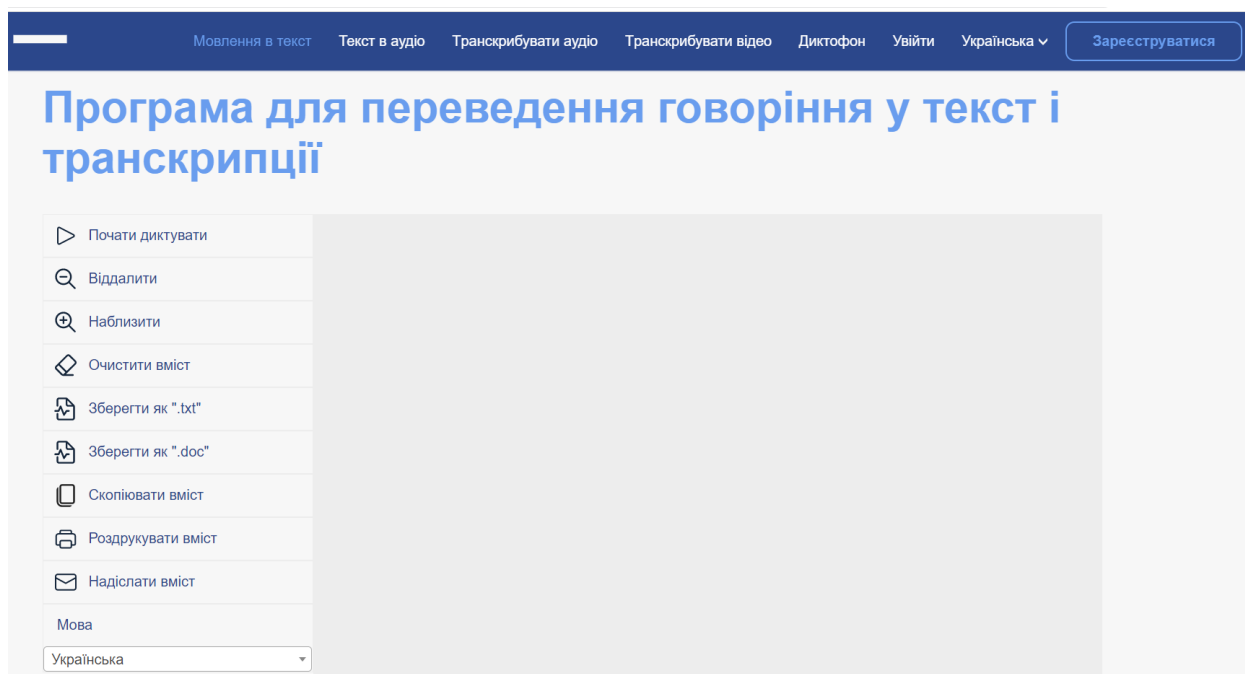 Мовлення в текст Текст в аудіо Транскрибувати аудіо Транскрибувати відео Диктофон Увійти Українська Зареєструватися
Програма для переведення говоріння у текст і
транскрипції
Почати диктувати
Віддалити
Наблизити
Очистити вміст
Зберегти як ".txt"
Зберегти як ".doc"
Скопіювати вміст
Роздрукувати вміст
Надіслати вміст
Мова
Українська